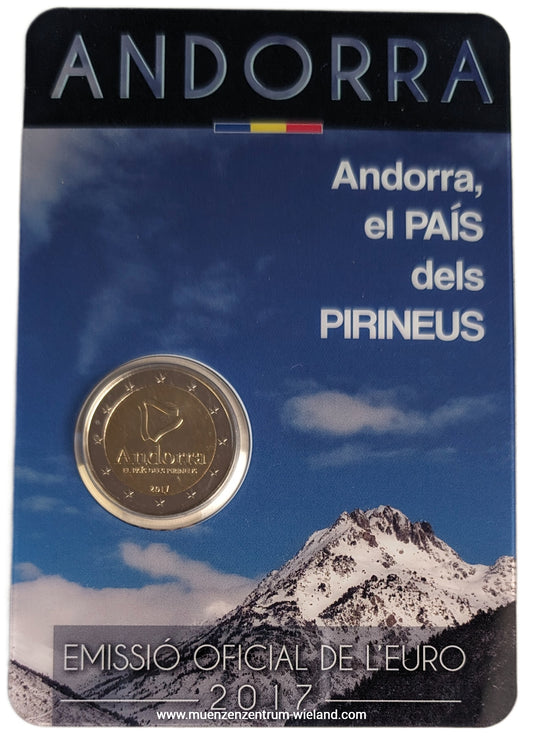 ANDORRA
Andorra,
el PAÍS
dels
PIRINEUS
Andorra
EL PAÍS DELS PIRINEUS
2017
EMISSIÓ OFICIAL DE L'EURO
2017
www.muenzenzentrum-wieland.com